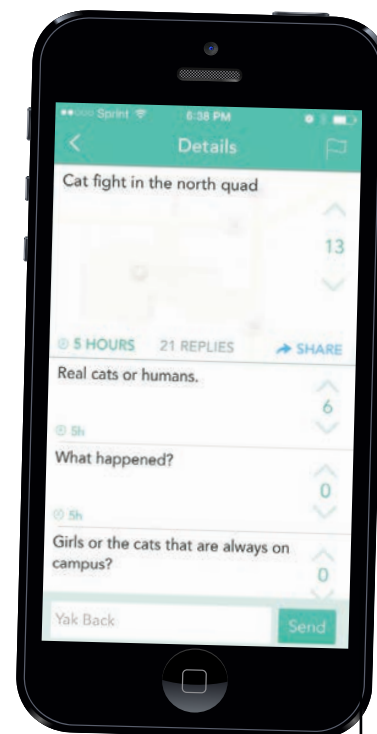 Sprint 6:38 PM
Details
Cat fight in the north quad
13
5 HOURS 21 REPLIES SHARE
Real cats or humans.
6
5h
What happened?
0
5h
Girls or the cats that are always on
campus?
0
Yak Back Send